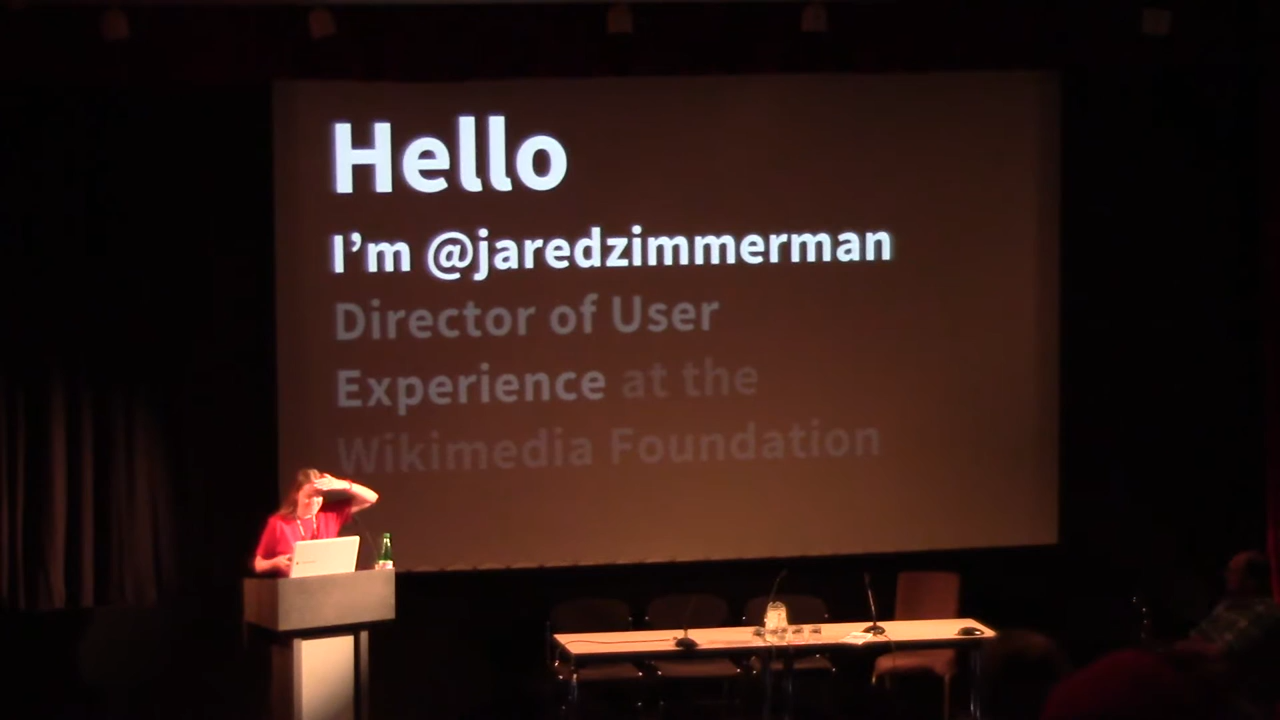 Hello
I’m @jaredzimmerman
Director of User
Experience at the
Wikimedia Foundation